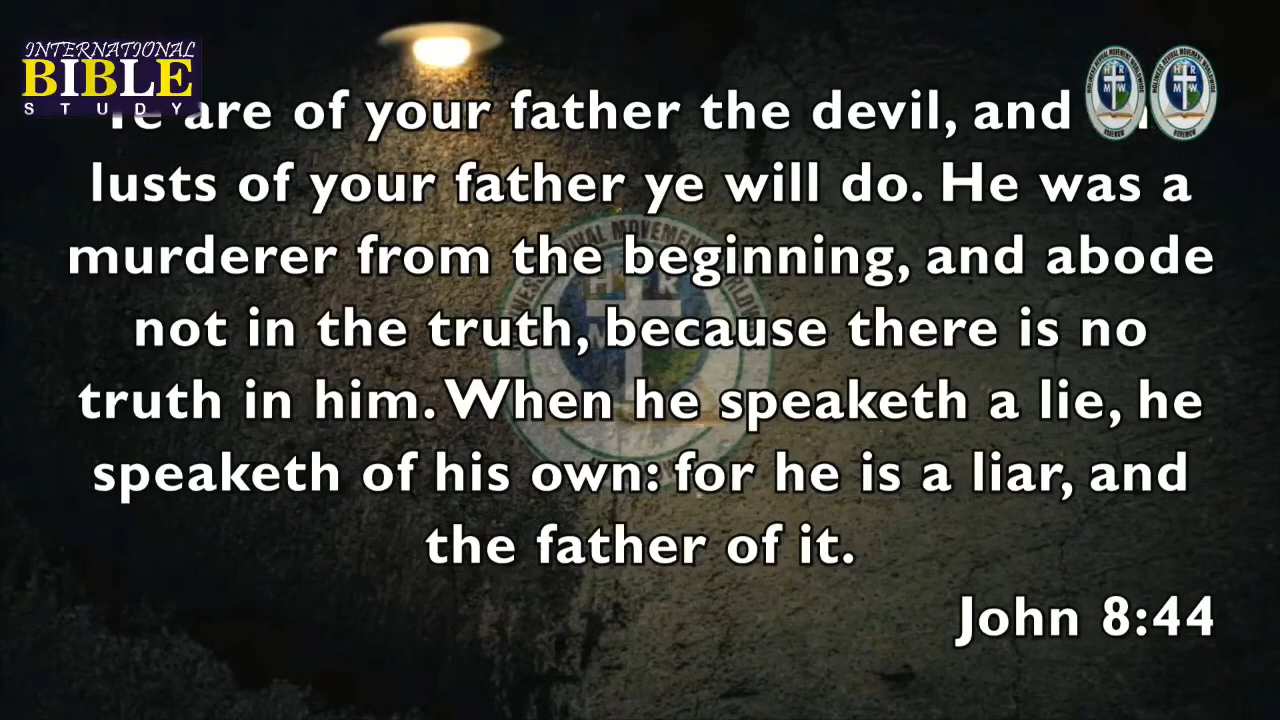 INTERNATIONAL
BIBLE
STUDY
Ye are of your father the devil, and
lusts of your father ye will do. He was a
murderer from the beginning, and abode
not in the truth, because there is no
truth in him. When he speaketh a lie, he
speaketh of his own: for he is a liar, and
the father of it.
John 8:44
HRMW
HRMW